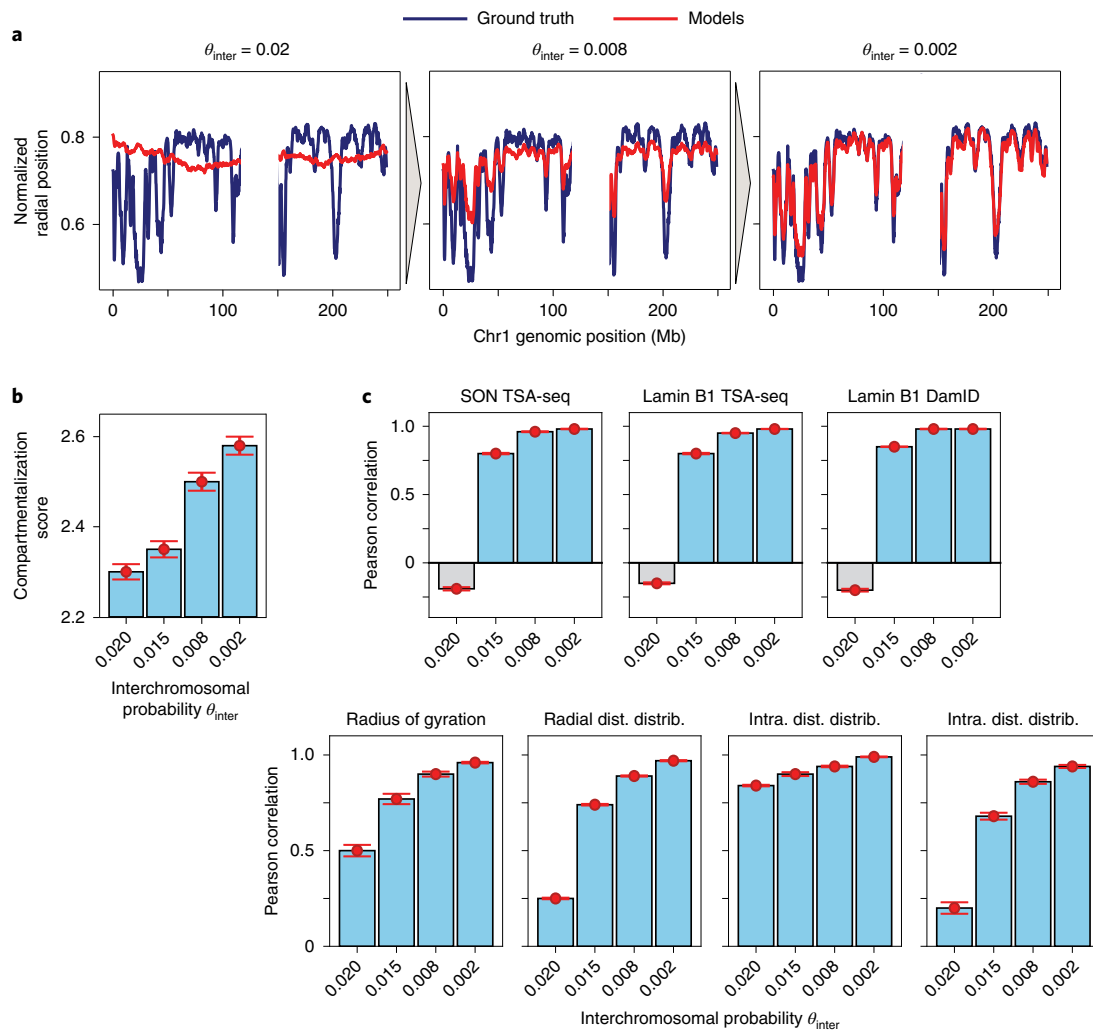 Ground truth
Models
a
θinter = 0.02
θinter = 0.008
θinter = 0.002
Normalized
radial position
0.8
0.6
0
100
200
0
100
200
0
100
200
Chr1 genomic position (Mb)
b
Compartmentalization
score
2.6
2.4
2.2
0.020
0.015
0.008
0.002
Interchromosomal
probability θinter
c
SON TSA-seq
Lamin B1 TSA-seq
Lamin B1 DamID
Pearson correlation
1.0
0.5
0
0.020
0.015
0.008
0.002
0.020
0.015
0.008
0.002
0.020
0.015
0.008
0.002
Radius of gyration
Radial dist. distrib.
Intra. dist. distrib.
Intra. dist. distrib.
Pearson correlation
1.0
0.5
0
0.020
0.015
0.008
0.002
0.020
0.015
0.008
0.002
0.020
0.015
0.008
0.002
0.020
0.015
0.008
0.002
Interchromosomal probability θinter